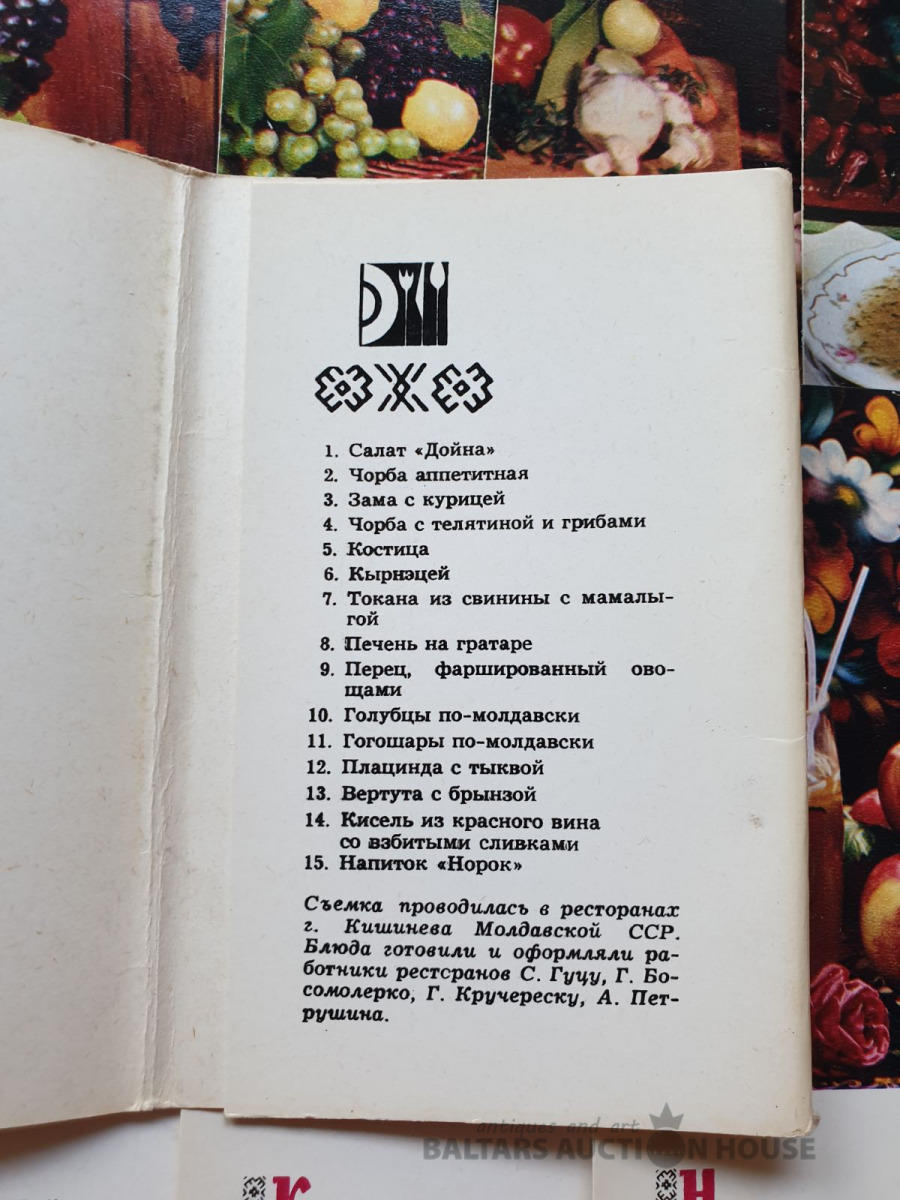 1. Салат «Дойна»
2. Чорба аппетитная
3. Зама с курицей
4. Чорба с телятиной и грибами
5. Костица
6. Кырнэцей
7. Токана из свинины с мамалы-
гой
8. Печень на гратаре
9. Перец, фаршированный ово-
щами
10. Голубцы по-молдавски
11. Гогошары по-молдавски
12. Плацинда с тыквой
13. Вертута с брынзой
14. Кисель из красного вина
со взбитыми сливками
15. Напиток «Норок»
Съемка проводилась в ресторанах
г. Кишинева Молдавской ССР.
Блюда готовили и оформляли ра-
ботники ресторанов С. Гуцу, Г. Бо-
сомолерко, Г. Кручереску, А. Пет-
рушина.
antiques and art
BALTARS AUCTION HOUSE
К Н